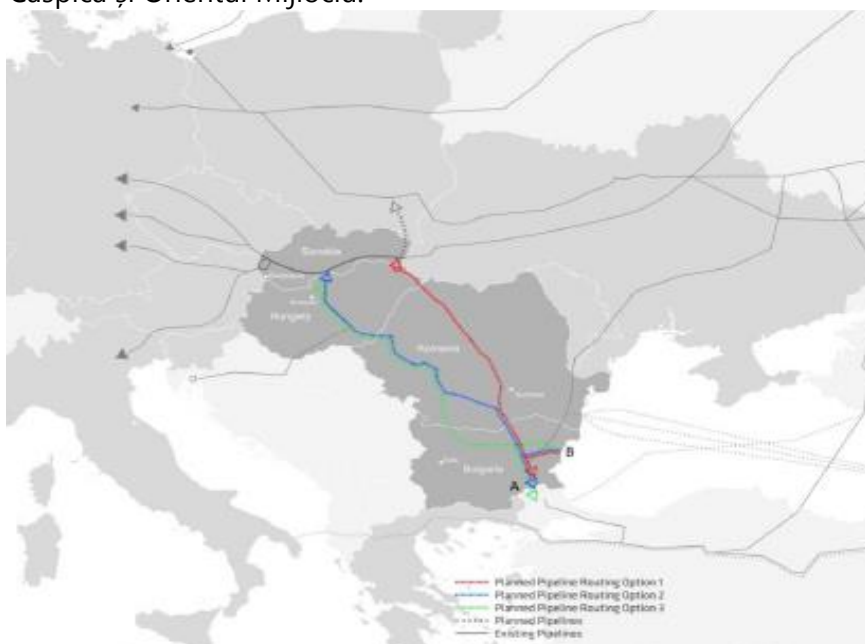 Caspică și Orientul Mijlociu.
Slovakia
Hungary
Romania
B
Bulgaria
A
Planned Pipeline Routing Option 1
Planned Pipeline Routing Option 2
Planned Pipeline Routing Option 3
Planned Pipelines
Existing Pipelines